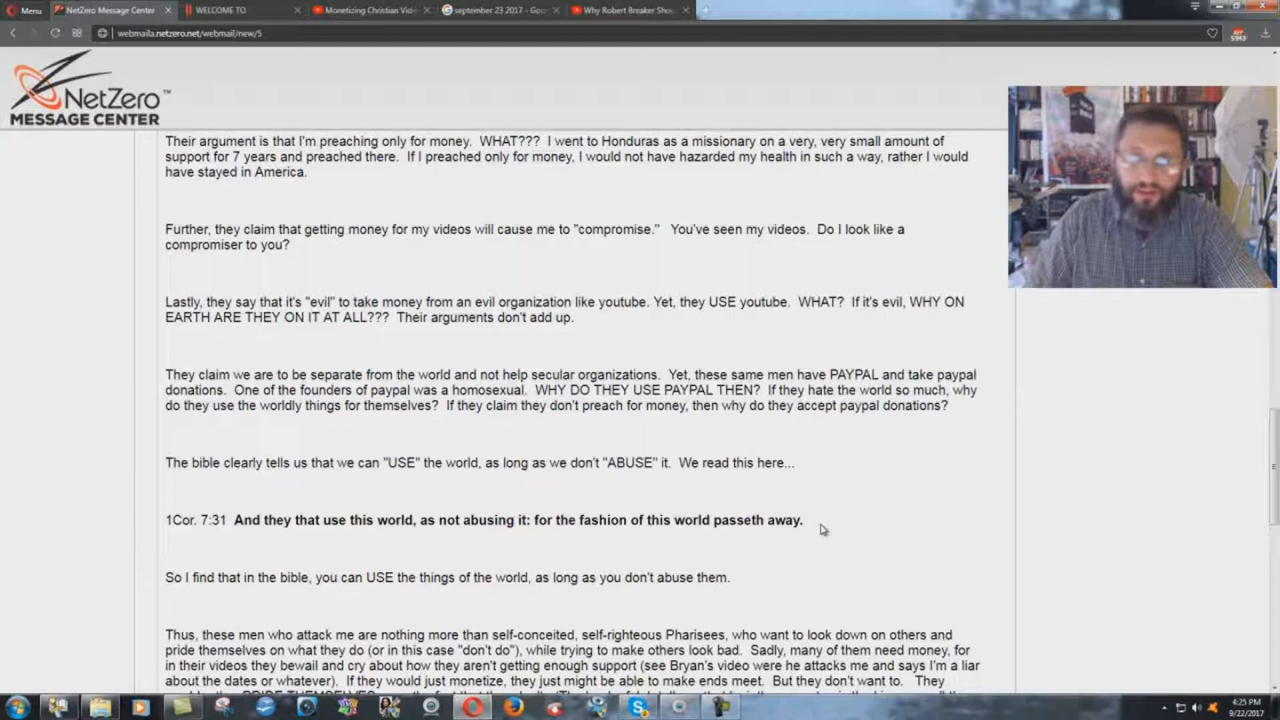 Menu
NetZero Message Center
WELCOME TO
Monetizing Christian Vide
september 23 2017 - Goo
Why Robert Breaker Shou
webmaila.netzero.net/webmail/new/5
NetZero™
MESSAGE CENTER
Their argument is that I'm preaching only for money. WHAT??? I went to Honduras as a missionary on a very, very small amount of
support for 7 years and preached there. If I preached only for money, I would not have hazarded my health in such a way, rather I would
have stayed in America.
Further, they claim that getting money for my videos will cause me to "compromise." You've seen my videos. Do I look like a
compromiser to you?
Lastly, they say that it's "evil" to take money from an evil organization like youtube. Yet, they USE youtube. WHAT? If it's evil, WHY ON
EARTH ARE THEY ON IT AT ALL??? Their arguments don't add up.
They claim we are to be separate from the world and not help secular organizations. Yet, these same men have PAYPAL and take paypal
donations. One of the founders of paypal was a homosexual. WHY DO THEY USE PAYPAL THEN? If they hate the world so much, why
do they use the worldly things for themselves? If they claim they don't preach for money, then why do they accept paypal donations?
The bible clearly tells us that we can "USE" the world, as long as we don't "ABUSE" it. We read this here...
1Cor. 7:31 And they that use this world, as not abusing it: for the fashion of this world passeth away.
So I find that in the bible, you can USE the things of the world, as long as you don't abuse them.
Thus, these men who attack me are nothing more than self-conceited, self-righteous Pharisees, who want to look down on others and
pride themselves on what they do (or in this case "don't do"), while trying to make others look bad. Sadly, many of them need money, for
in their videos they bewail and cry about how they aren't getting enough support (see Bryan's video were he attacks me and says I'm a liar
about the dates or whatever). If they would just monetize, they just might be able to make ends meet. But they don't want to. They
4:25 PM
9/22/2017